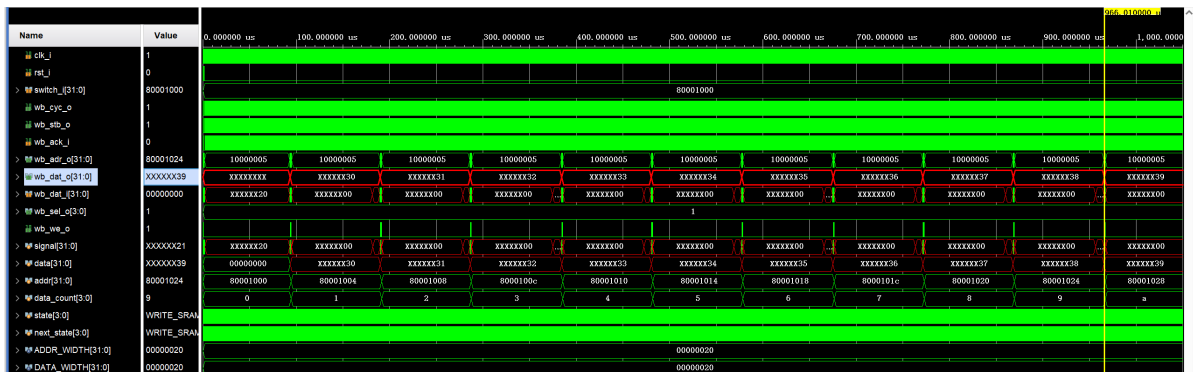 966.010000 u
Name Value 0.000000 us 100.000000 us 200.000000 us 300.000000 us 400.000000 us 500.000000 us 600.000000 us 700.000000 us 800.000000 us 900.000000 us 1,000.0000
clk_i 1
rst_i 0
switch_i[31:0] 80001000 80001000
wb_cyc_o 1
wb_stb_o 1
wb_ack_i 0
wb_adr_o[31:0] 80001024 10000005 10000005 10000005 10000005 10000005 10000005 10000005 10000005 10000005 10000005 10000005
wb_dat_o[31:0] XXXXXX39 XXXXXXXX XXXXXX30 XXXXXX31 XXXXXX32 XXXXXX33 XXXXXX34 XXXXXX35 XXXXXX36 XXXXXX37 XXXXXX38 XXXXXX39
wb_dat_i[31:0] 00000000 XXXXXX20 XXXXXX00 XXXXXX00 XXXXXX00 ... XXXXXX00 XXXXXX00 XXXXXX00 ... XXXXXX00 XXXXXX00 XXXXXX00 ... XXXXXX00
wb_sel_o[3:0] 1 1
wb_we_o 1
signal[31:0] XXXXXX21 XXXXXX20 XXXXXX00 XXXXXX00 XXXXXX00 ... XXXXXX00 XXXXXX00 XXXXXX00 ... XXXXXX00 XXXXXX00 XXXXXX00 ... XXXXXX00
data[31:0] XXXXXX39 00000000 XXXXXX30 XXXXXX31 XXXXXX32 XXXXXX33 XXXXXX34 XXXXXX35 XXXXXX36 XXXXXX37 XXXXXX38 XXXXXX39
addr[31:0] 80001024 80001000 80001004 80001008 8000100c 80001010 80001014 80001018 8000101c 80001020 80001024 80001028
data_count[3:0] 9 0 1 2 3 4 5 6 7 8 9 a
state[3:0] WRITE_SRAM
next_state[3:0] WRITE_SRAM
ADDR_WIDTH[31:0] 00000020 00000020
DATA_WIDTH[31:0] 00000020 00000020